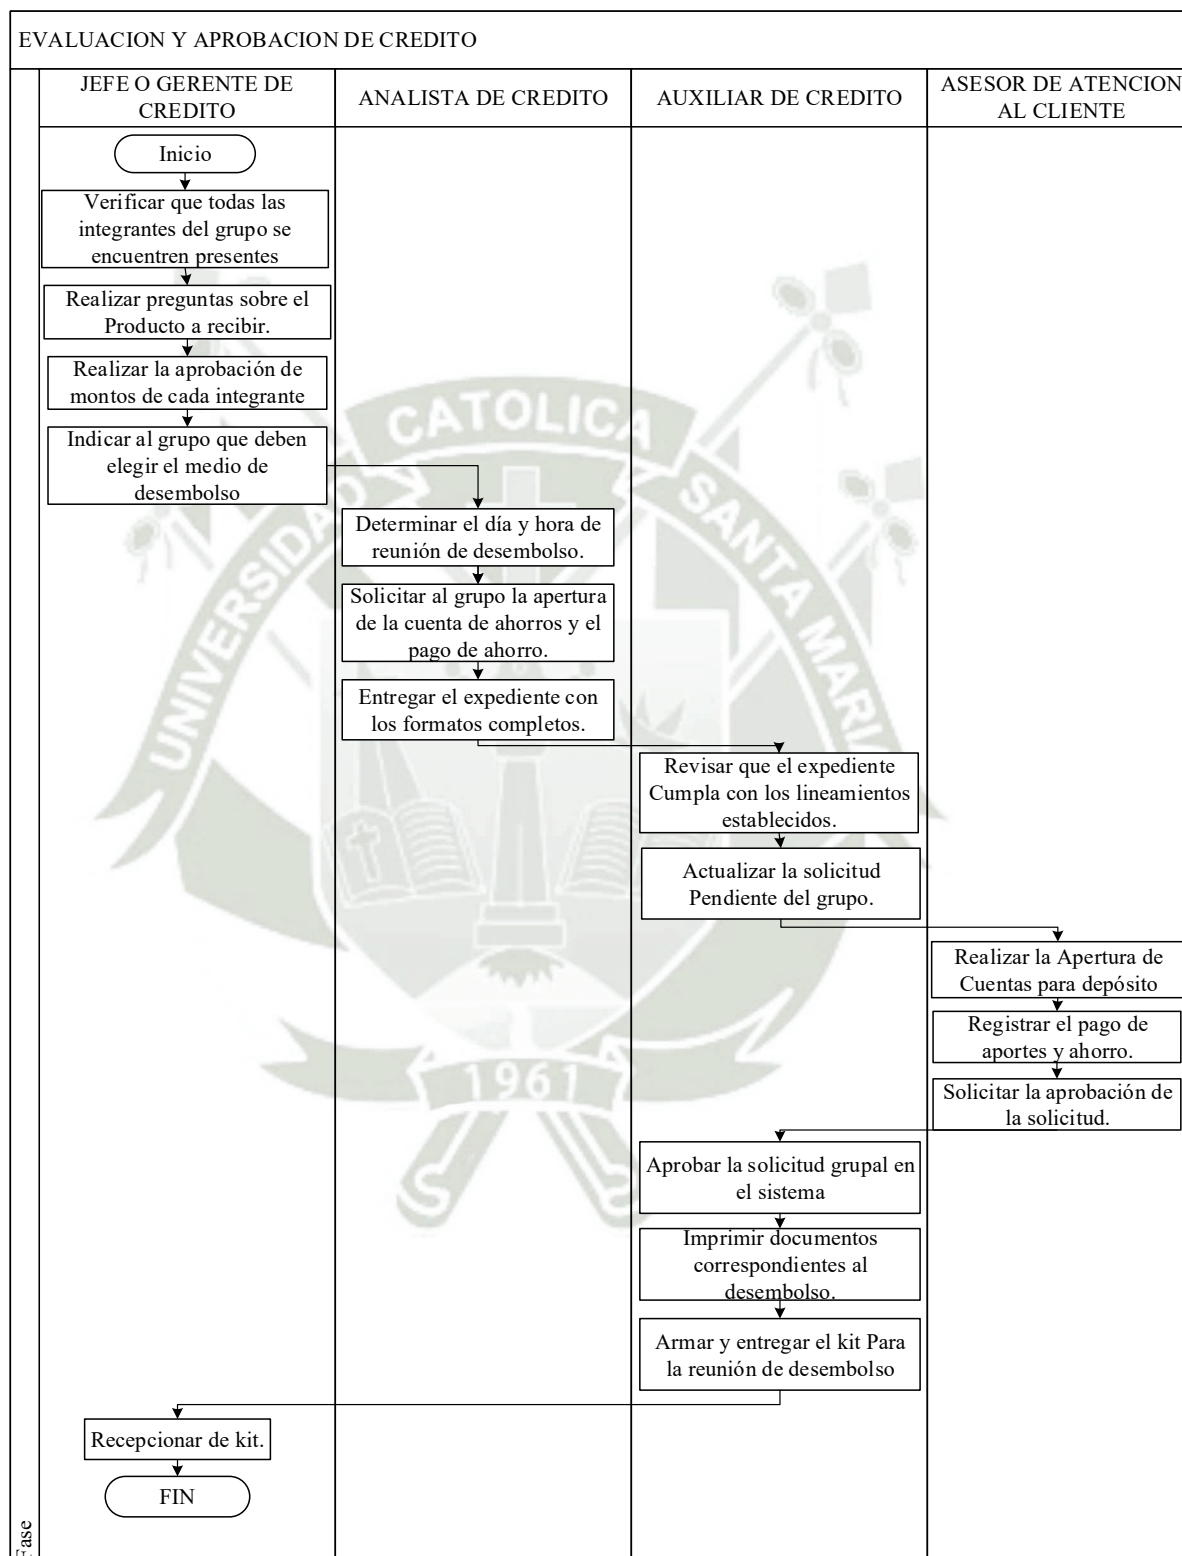 EVALUACION Y APROBACION DE CREDITO
JEFE O GERENTE DE
CREDITO
ANALISTA DE CREDITO
AUXILIAR DE CREDITO
ASESOR DE ATENCION
AL CLIENTE
Inicio
Verificar que todas las
integrantes del grupo se
encuentren presentes
Realizar preguntas sobre el
Producto a recibir.
Realizar la aprobación de
montos de cada integrante
Indicar al grupo que deben
elegir el medio de
desembolso
Determinar el día y hora de
reunión de desembolso.
Solicitar al grupo la apertura
de la cuenta de ahorros y el
pago de ahorro.
Entregar el expediente con
los formatos completos.
Revisar que el expediente
Cumpla con los lineamientos
establecidos.
Actualizar la solicitud
Pendiente del grupo.
Realizar la Apertura de
Cuentas para depósito
Registrar el pago de
aportes y ahorro.
Solicitar la aprobación de
la solicitud.
Aprobar la solicitud grupal en
el sistema
Imprimir documentos
correspondientes al
desembolso.
Armar y entregar el kit Para
la reunión de desembolso
Recepcionar de kit.
FIN
Fase
UNIVERSIDAD CATOLICA SANTA MARIA
1961